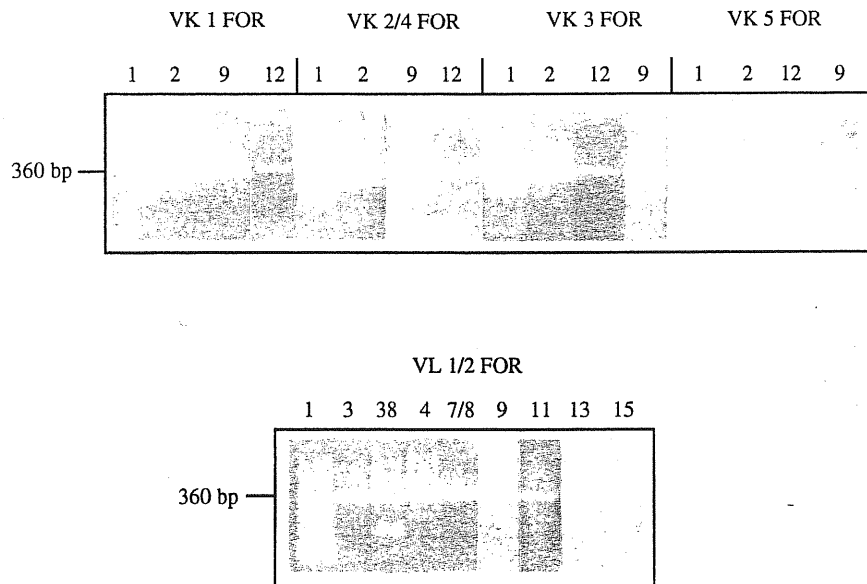 VK 1 FOR VK 2/4 FOR VK 3 FOR VK 5 FOR
1 2 9 12 1 2 9 12 1 2 12 9 1 2 12 9
360 bp
VL 1/2 FOR
1 3 38 4 7/8 9 11 13 15
360 bp